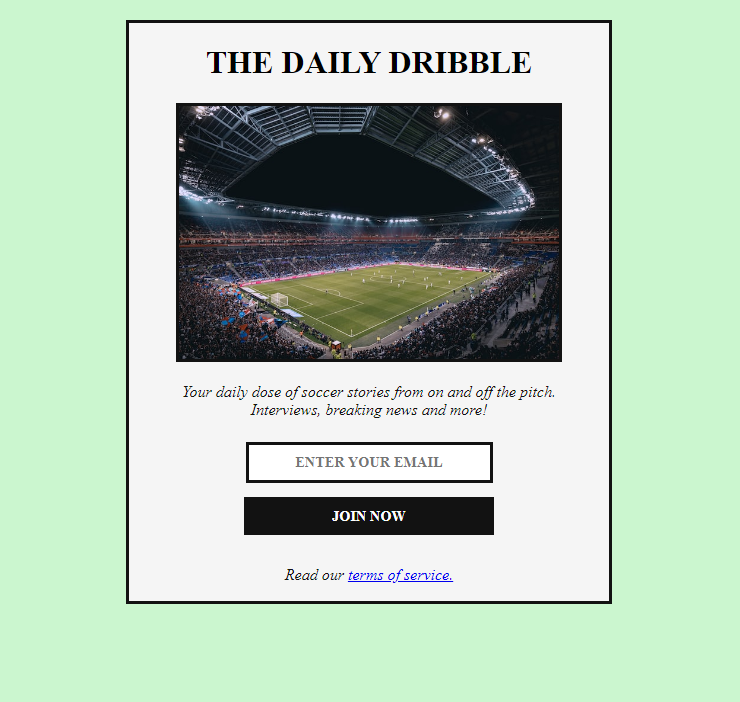 THE DAILY DRIBBLE
Your daily dose of soccer stories from on and off the pitch.
Interviews, breaking news and more!
ENTER YOUR EMAIL
JOIN NOW
Read our terms of service.